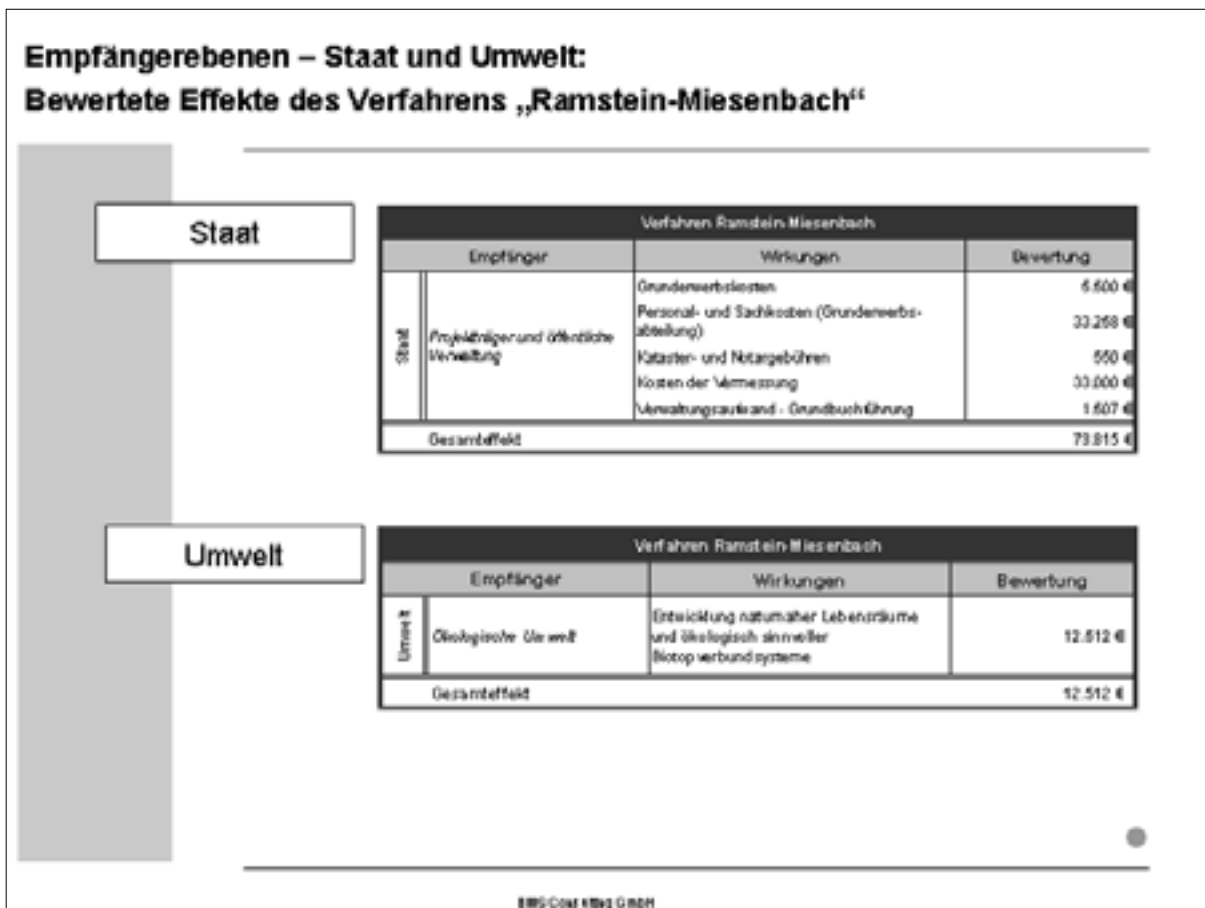 Empfängerebenen – Staat und Umwelt:
Bewertete Effekte des Verfahrens „Ramstein-Miesenbach“
Staat
Verfahren Ramstein-Miesenbach
Empfänger Wirkungen Bewertung
Staat
Projektträger und öffentliche
Verwaltung
Grunderwerbskosten 5.500 €
Personal- und Sachkosten (Grunderwerbs-
abteilung) 33.258 €
Kataster- und Notargebühren 550 €
Kosten der Vermessung 33.000 €
Verwaltungsaufwand - Grundbuchführung 1.507 €
Gesamteffekt 73.815 €
Umwelt
Verfahren Ramstein-Miesenbach
Empfänger Wirkungen Bewertung
Umwelt
Ökologische Umwelt
Entwicklung naturnaher Lebensräume
und ökologisch sinnvoller
Biotopverbundsysteme
12.512 €
Gesamteffekt 12.512 €
Consulting GmbH